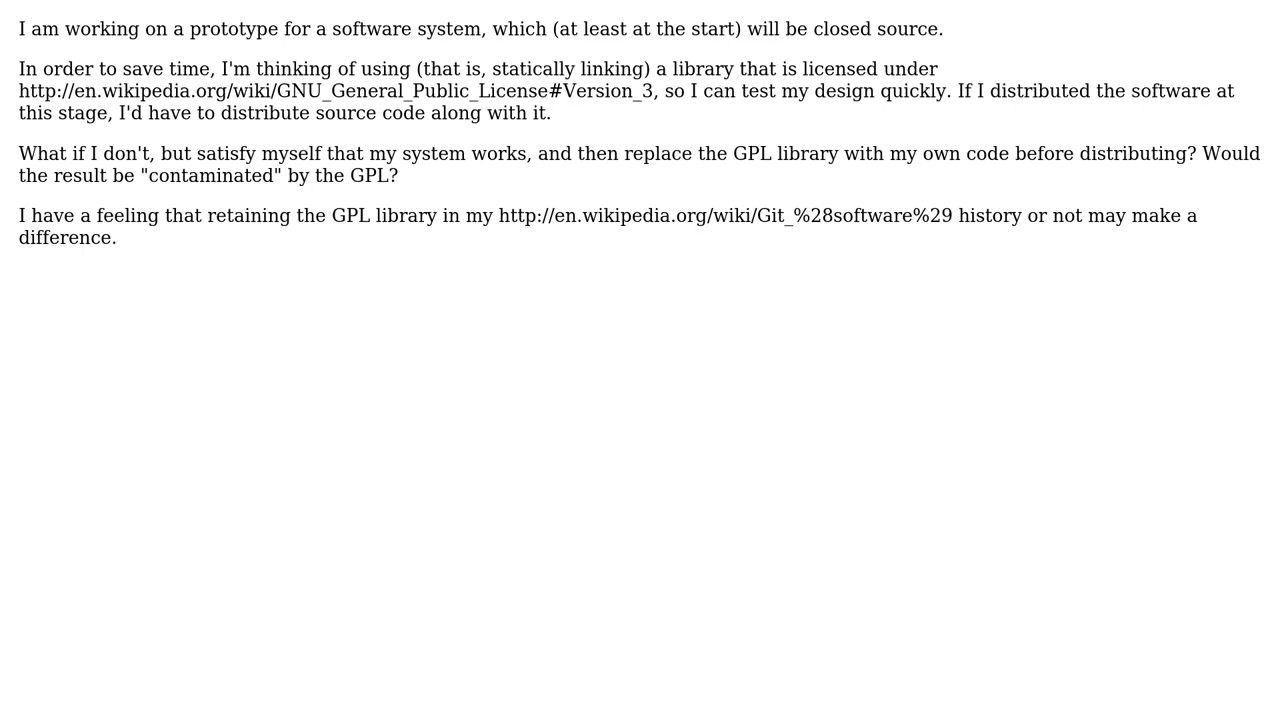 I am working on a prototype for a software system, which (at least at the start) will be closed source.
In order to save time, I'm thinking of using (that is, statically linking) a library that is licensed under
http://en.wikipedia.org/wiki/GNU_General_Public_License#Version_3, so I can test my design quickly. If I distributed the software at
this stage, I'd have to distribute source code along with it.
What if I don't, but satisfy myself that my system works, and then replace the GPL library with my own code before distributing? Would
the result be "contaminated" by the GPL?
I have a feeling that retaining the GPL library in my http://en.wikipedia.org/wiki/Git_%28software%29 history or not may make a
difference.